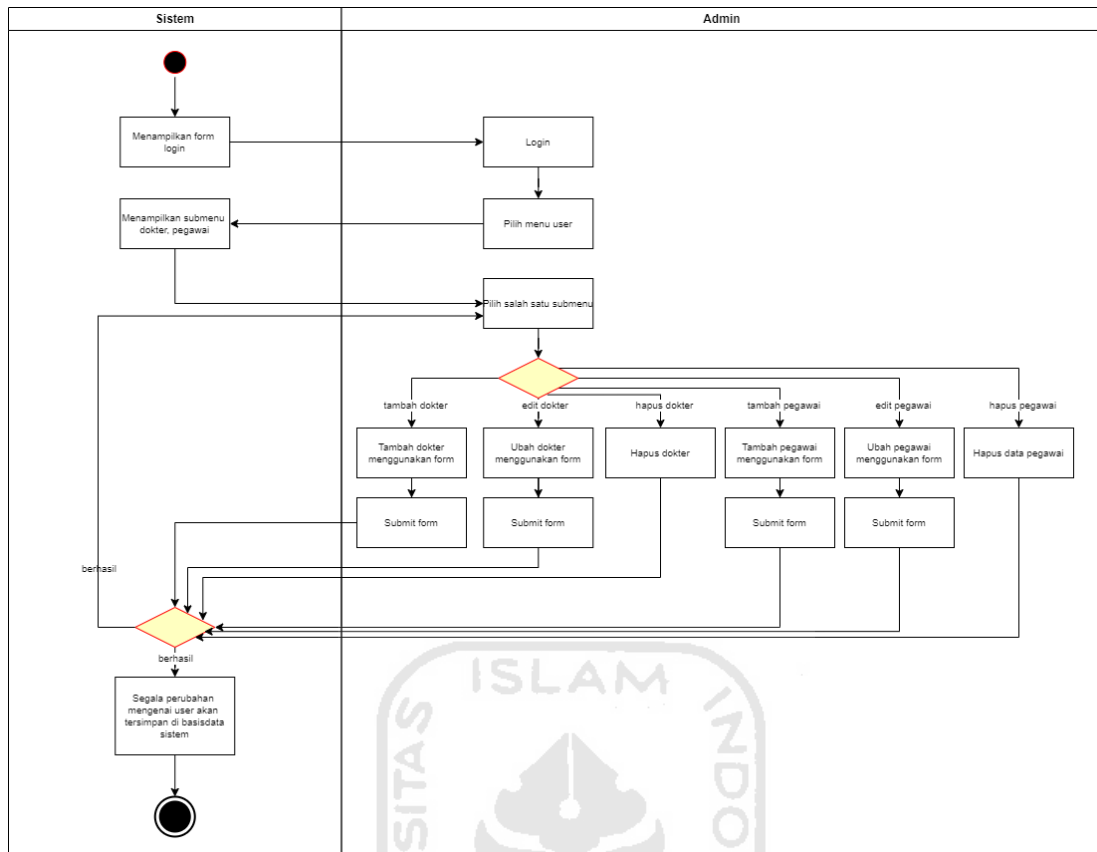 Sistem
Admin
Menampilkan form
login
Login
Menampilkan submenu
dokter, pegawai
Pilih menu user
Pilih salah satu submenu
tambah dokter
edit dokter
hapus dokter
tambah pegawai
edit pegawai
hapus pegawai
Tambah dokter
menggunakan form
Ubah dokter
menggunakan form
Hapus dokter
Tambah pegawai
menggunakan form
Ubah pegawai
menggunakan form
Hapus data pegawai
Submit form
Submit form
Submit form
Submit form
berhasil
berhasil
Segala perubahan
mengenai user akan
tersimpan di basisdata
sistem
SITAS ISLAM INDO